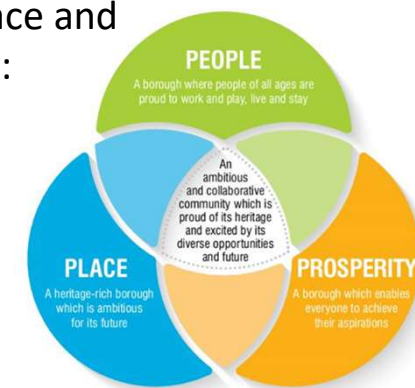 nce and
:
PEOPLE
A borough where people of all ages are
proud to work and play, live and stay
An
ambitious
and collaborative
community which is
proud of its heritage
and excited by its
diverse opportunities
and future
PLACE
A heritage-rich borough
which is ambitious
for its future
PROSPERITY
A borough which enables
everyone to achieve
their aspirations